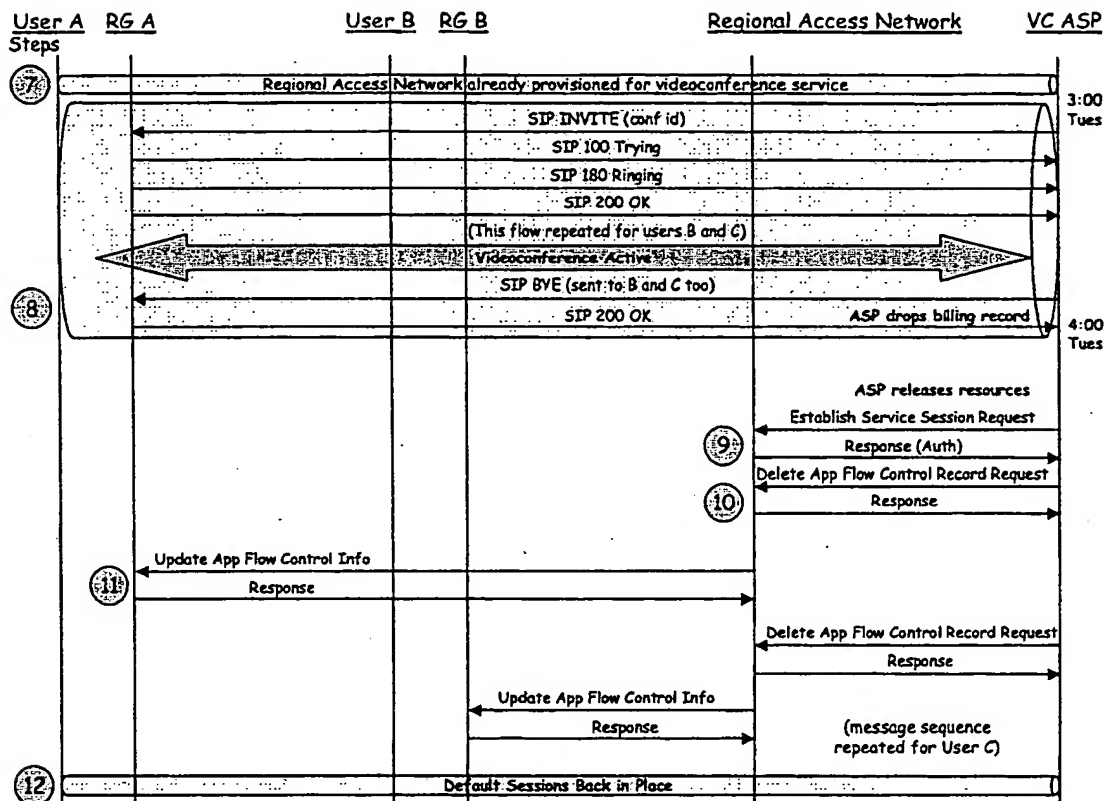 User A RG A User B RG B Regional Access Network VC ASP
Steps
7 Regional Access Network already provisioned for videoconference service
3:00
Tues
SIP INVITE (conf id)
SIP 100 Trying
SIP 180 Ringing
SIP 200 OK
(This flow repeated for users B and C)
Videoconference Active
SIP BYE (sent to B and C too)
8 SIP 200 OK ASP drops billing record
4:00
Tues
ASP releases resources
Establish Service Session Request
9 Response (Auth)
Delete App Flow Control Record Request
10 Response
Update App Flow Control Info
11 Response
Delete App Flow Control Record Request
Response
Update App Flow Control Info
Response
(message sequence
repeated for User C)
12 Default Sessions Back in Place